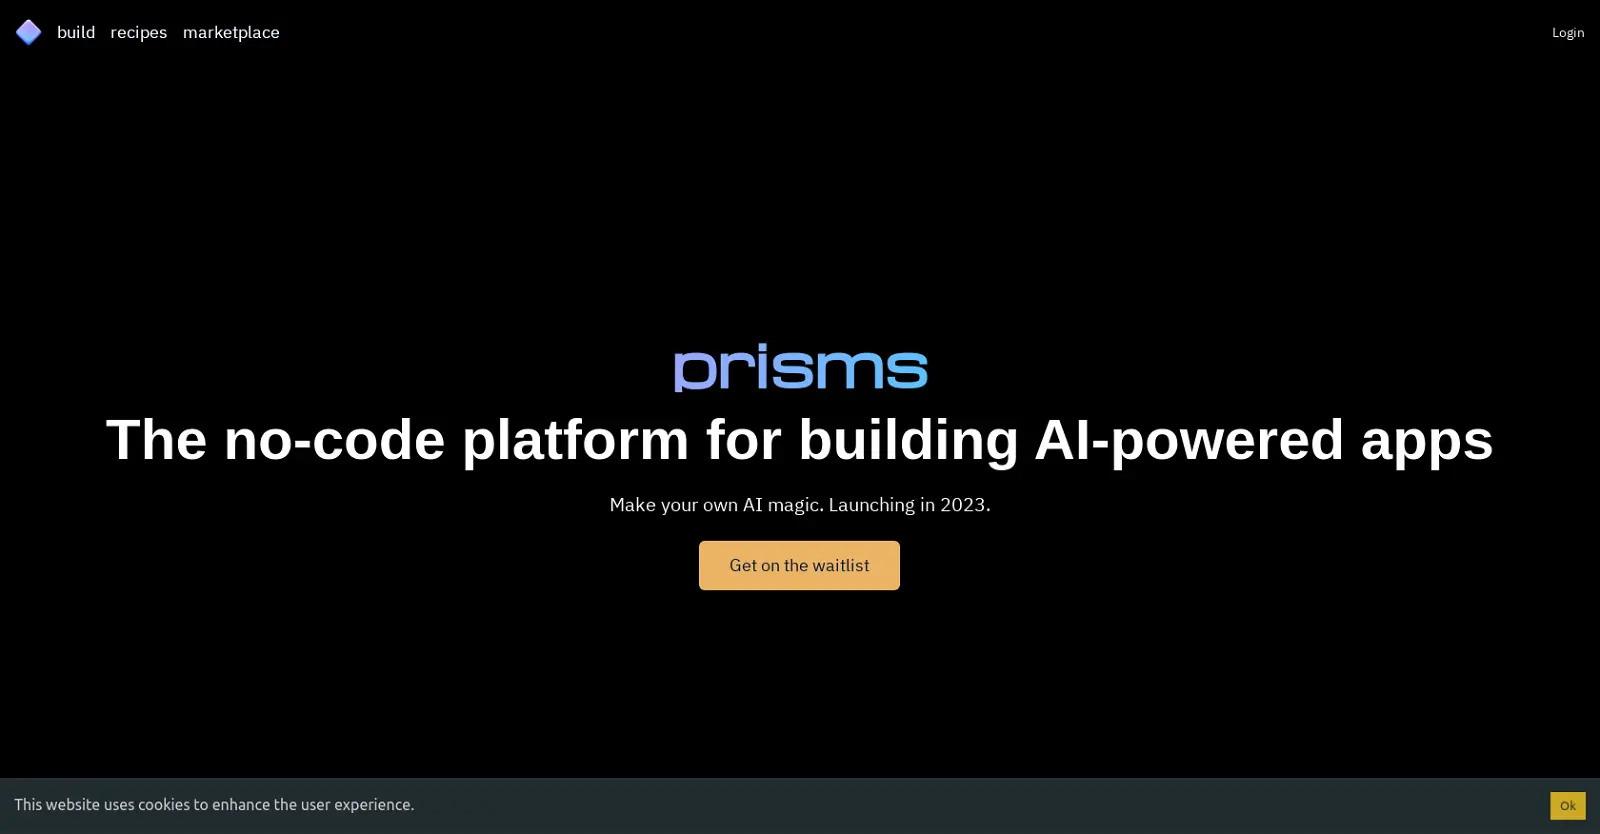 build recipes marketplace Login
prisms
The no-code platform for building AI-powered apps
Make your own AI magic. Launching in 2023.
Get on the waitlist
This website uses cookies to enhance the user experience. Ok